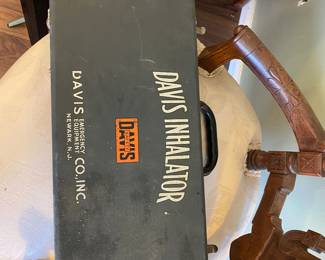 DAVIS INHALATOR
DAVIS
DAVIS EMERGENCY EQUIPMENT CO., INC.
NEWARK, N.J.